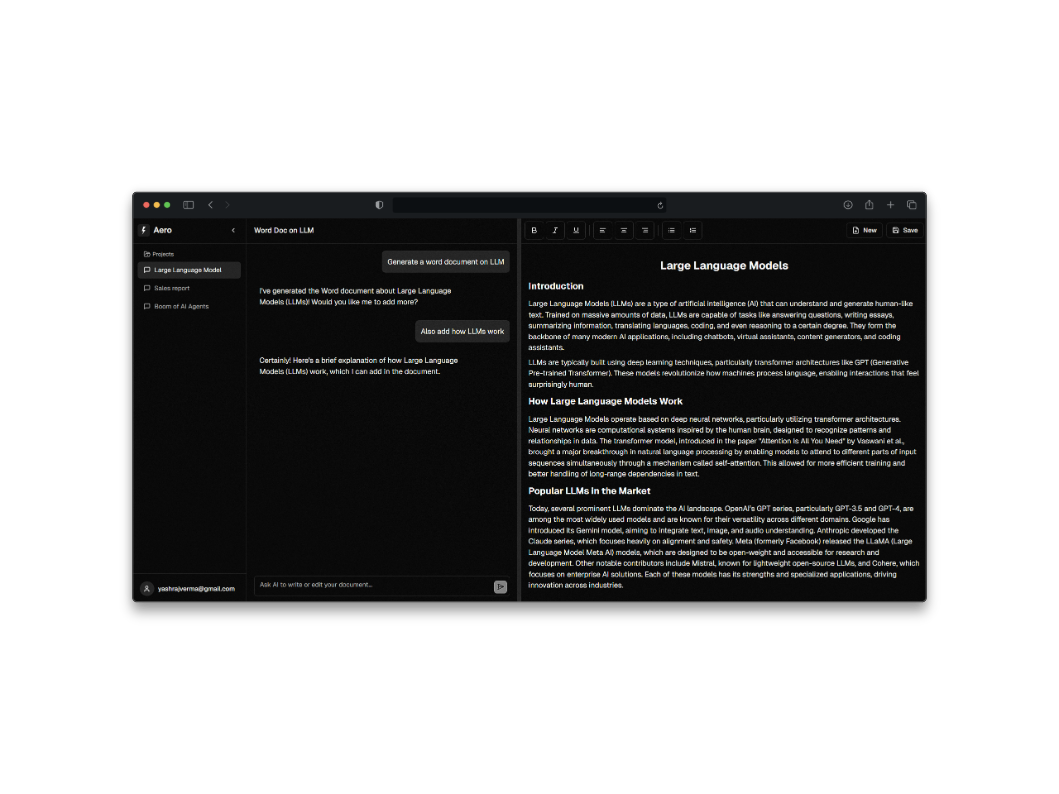 Aero
Projects
Large Language Model
Sales report
Boom of AI Agents
yashrajverma@gmail.com
Word Doc on LLM
Generate a word document on LLM
I've generated the Word document about Large Language
Models (LLMs)! Would you like me to add more?
Also add how LLMs work
Certainly! Here's a brief explanation of how Large Language
Models (LLMs) work, which I can add in the document.
Ask AI to write or edit your document...
B I U
New
Save
Large Language Models
Introduction
Large Language Models (LLMs) are a type of artificial intelligence (AI) that can understand and generate human-like
text. Trained on massive amounts of data, LLMs are capable of tasks like answering questions, writing essays,
summarizing information, translating languages, coding, and even reasoning to a certain degree. They form the
backbone of many modern AI applications, including chatbots, virtual assistants, content generators, and coding
assistants.
LLMs are typically built using deep learning techniques, particularly transformer architectures like GPT (Generative
Pre-trained Transformer). These models revolutionize how machines process language, enabling interactions that feel
surprisingly human.
How Large Language Models Work
Large Language Models operate based on deep neural networks, particularly utilizing transformer architectures.
Neural networks are computational systems inspired by the human brain, designed to recognize patterns and
relationships in data. The transformer model, introduced in the paper "Attention Is All You Need" by Vaswani et al.,
brought a major breakthrough in natural language processing by enabling models to attend to different parts of input
sequences simultaneously through a mechanism called self-attention. This allowed for more efficient training and
better handling of long-range dependencies in text.
Popular LLMs in the Market
Today, several prominent LLMs dominate the AI landscape. OpenAI's GPT series, particularly GPT-3.5 and GPT-4, are
among the most widely used models and are known for their versatility across different domains. Google has
introduced its Gemini model, aiming to integrate text, image, and audio understanding. Anthropic developed the
Claude series, which focuses heavily on alignment and safety. Meta (formerly Facebook) released the LLaMA (Large
Language Model Meta AI) models, which are designed to be open-weight and accessible for research and
development. Other notable contributors include Mistral, known for lightweight open-source LLMs, and Cohere, which
focuses on enterprise AI solutions. Each of these models has its strengths and specialized applications, driving
innovation across industries.